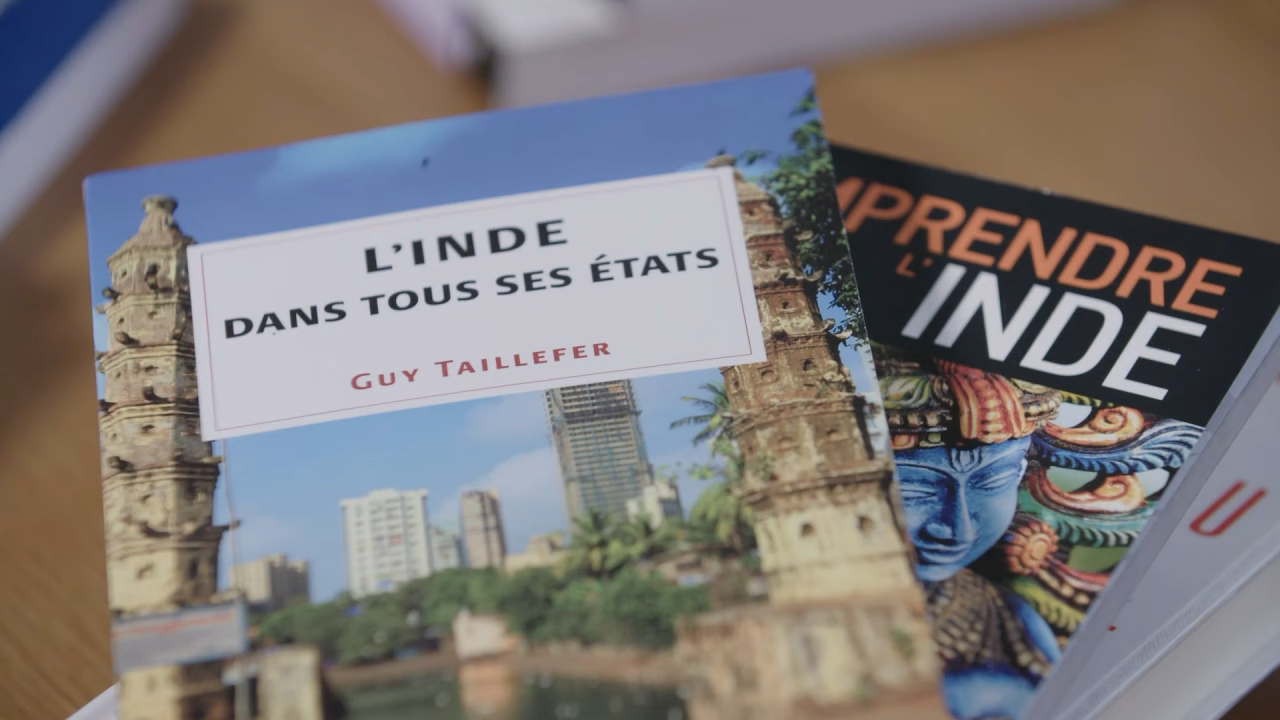 L'INDE
DANS TOUS SES ÉTATS
GUY TAILLEFER
MPRENDRE
L'INDE
U